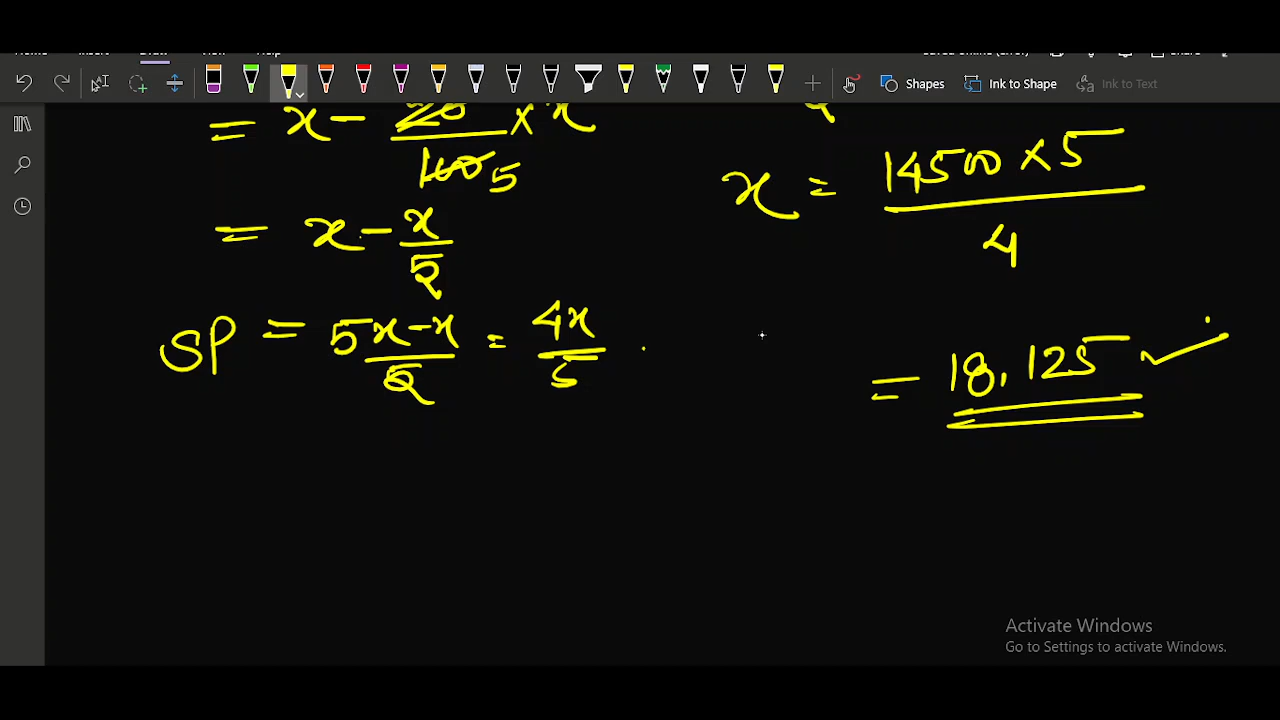 Shapes Ink to Shape Ink to Text
= x - 20/100 × x
5
= x - x/5
SP = 5x-x/5 = 4x/5 .
x = 14500 × 5/4
= 18,125 ✓
Activate Windows
Go to Settings to activate Windows.